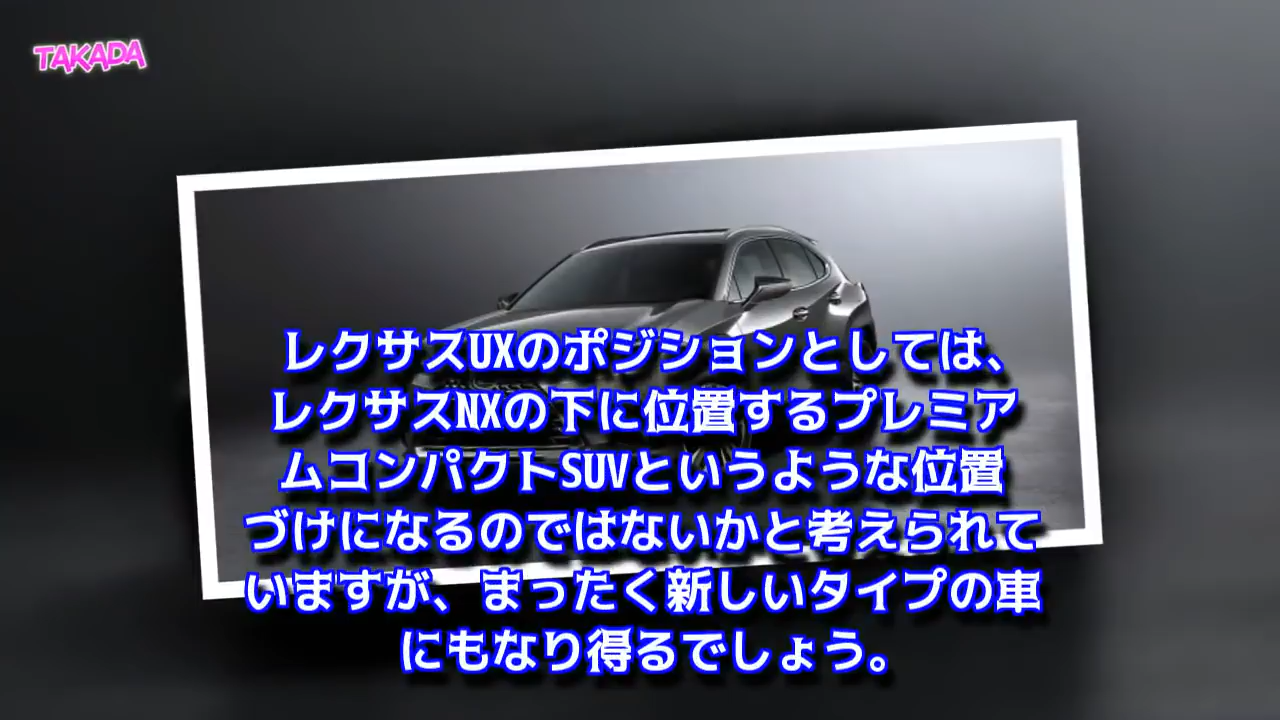 TAKADA
レクサスUXのポジションとしては、
レクサスNXの下に位置するプレミア
ムコンパクトSUVというような位置
づけになるのではないかと考えられて
いますが、まったく新しいタイプの車
にもなり得るでしょう。